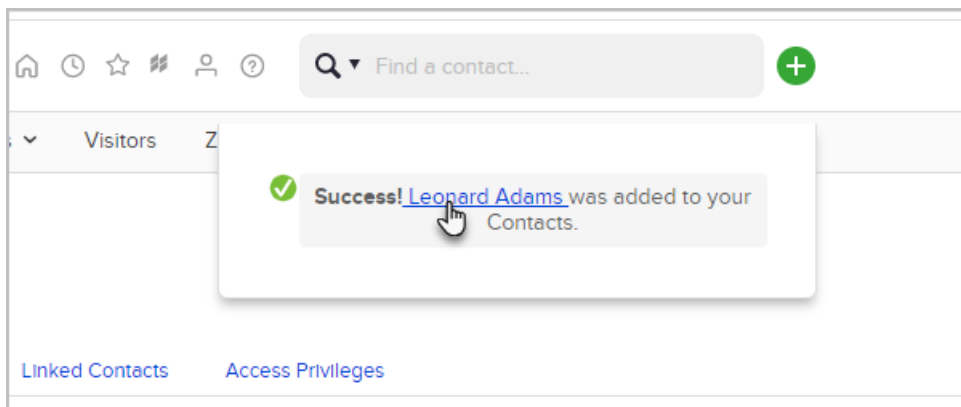 Find a contact...
Visitors
Z
Success! Leonard Adams was added to your
Contacts.
Linked Contacts Access Privileges